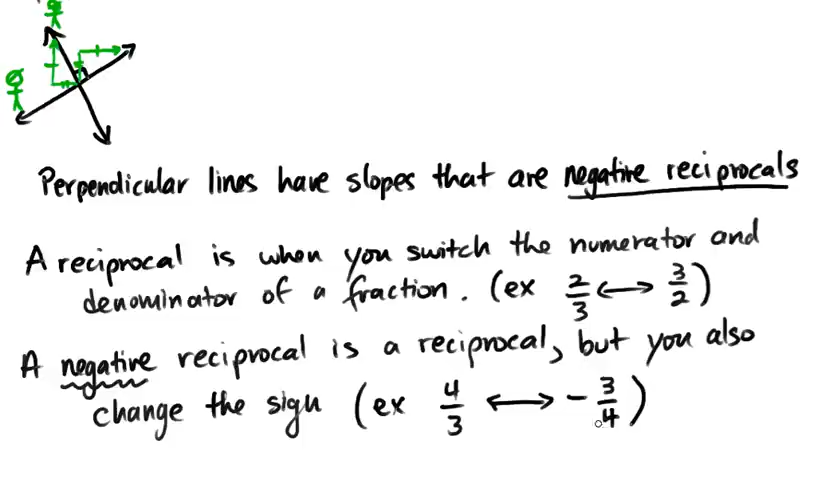 Perpendicular lines have slopes that are negative reciprocals
A reciprocal is when you switch the numerator and
denominator of a fraction. (ex 2/3 ↔ 3/2)
A negative reciprocal is a reciprocal, but you also
change the sign (ex 4/3 ↔ - 3/4)